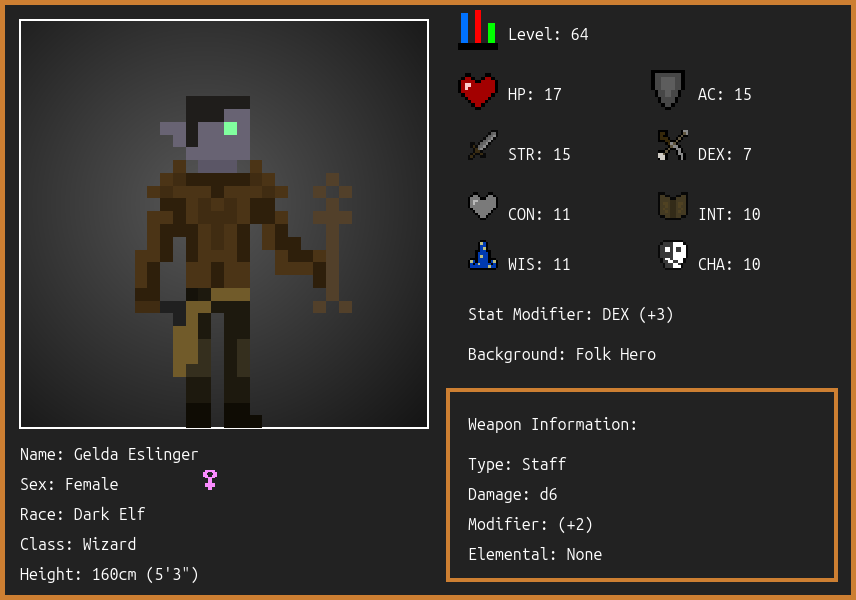 Level: 64
HP: 17
AC: 15
STR: 15
DEX: 7
CON: 11
INT: 10
WIS: 11
CHA: 10
Stat Modifier: DEX (+3)
Background: Folk Hero
Weapon Information:
Type: Staff
Damage: d6
Modifier: (+2)
Elemental: None
Name: Gelda Eslinger
Sex: Female
Race: Dark Elf
Class: Wizard
Height: 160cm (5'3")